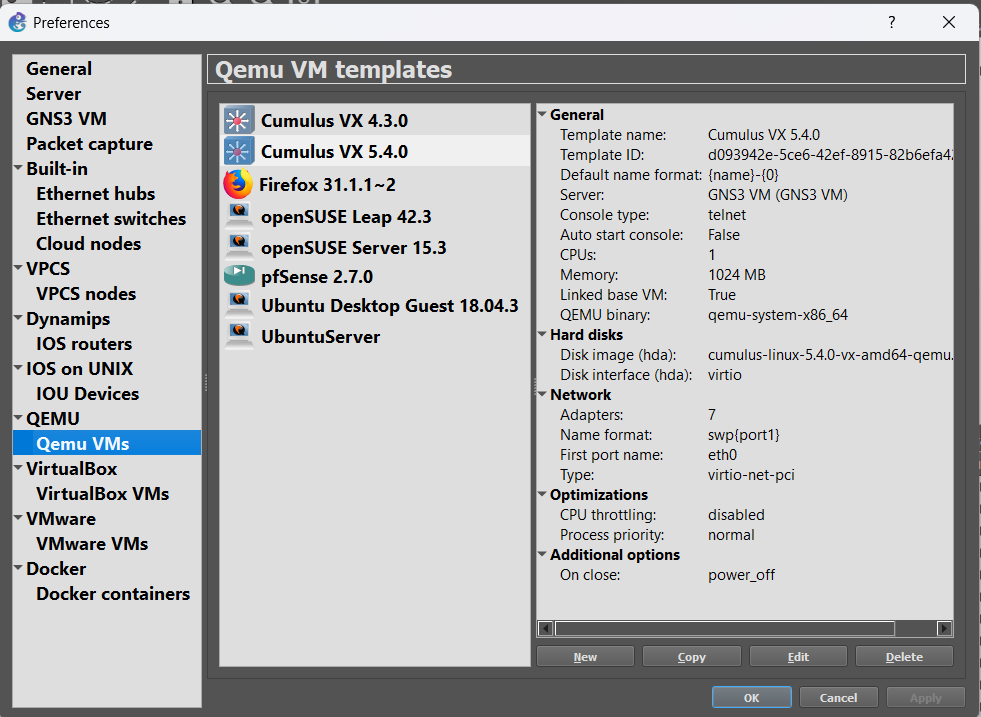 Preferences
?
General
Server
GNS3 VM
Packet capture
Built-in
Ethernet hubs
Ethernet switches
Cloud nodes
VPCS
VPCS nodes
Dynamips
IOS routers
IOS on UNIX
IOU Devices
QEMU
Qemu VMs
VirtualBox
VirtualBox VMs
VMware
VMware VMs
Docker
Docker containers
Qemu VM templates
Cumulus VX 4.3.0
Cumulus VX 5.4.0
Firefox 31.1.1~2
openSUSE Leap 42.3
openSUSE Server 15.3
pfSense 2.7.0
Ubuntu Desktop Guest 18.04.3
UbuntuServer
General
Template name: Cumulus VX 5.4.0
Template ID: d093942e-5ce6-42ef-8915-82b6efa42
Default name format: {name}-{0}
Server: GNS3 VM (GNS3 VM)
Console type: telnet
Auto start console: False
CPUs: 1
Memory: 1024 MB
Linked base VM: True
QEMU binary: qemu-system-x86_64
Hard disks
Disk image (hda): cumulus-linux-5.4.0-vx-amd64-qemu.
Disk interface (hda): virtio
Network
Adapters: 7
Name format: swp{port1}
First port name: eth0
Type: virtio-net-pci
Optimizations
CPU throttling: disabled
Process priority: normal
Additional options
On close: power_off
New
Copy
Edit
Delete
OK
Cancel
Apply